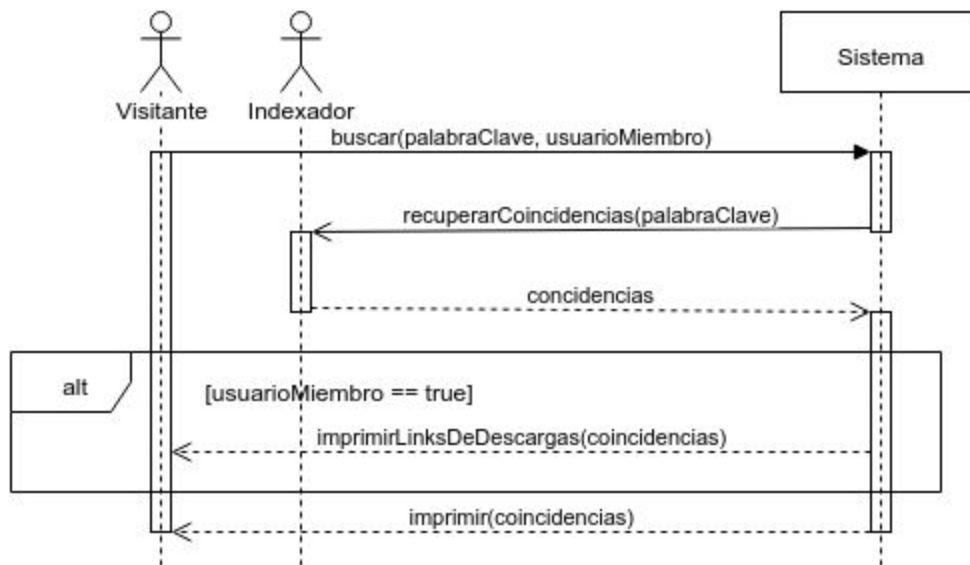 Sistema
Visitante
Indexador
buscar(palabraClave, usuarioMiembro)
recuperarCoincidencias(palabraClave)
concidencias
alt
[usuarioMiembro == true]
imprimirLinksDeDescargas(coincidencias)
imprimir(coincidencias)